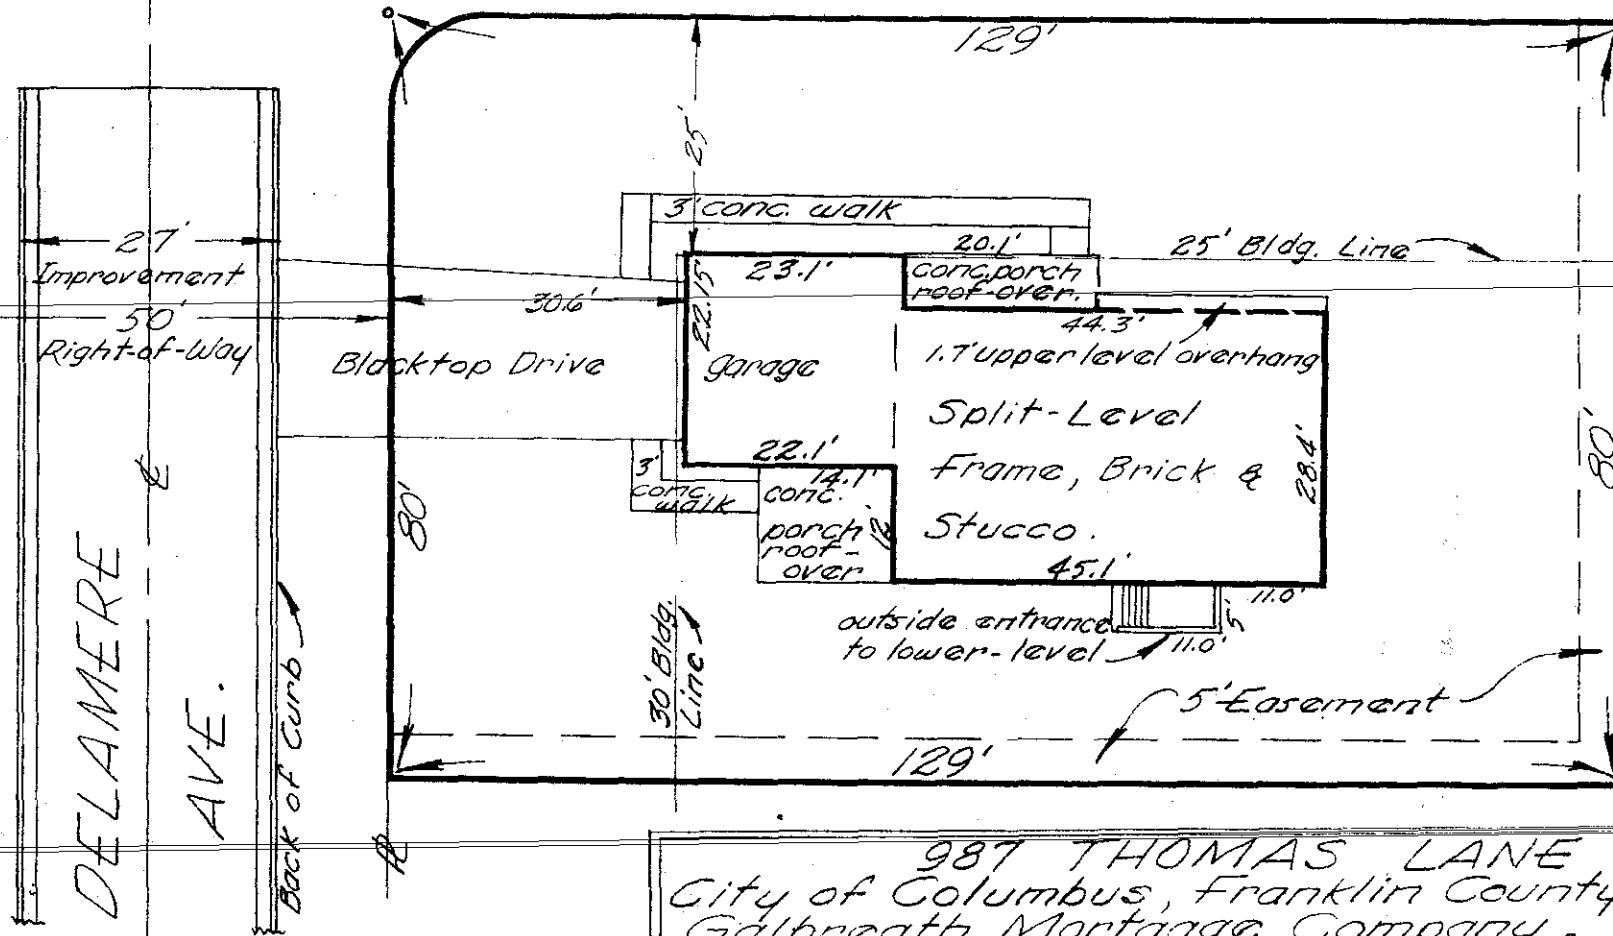 129'
25'
27'
Improvement
50'
Right-of-Way
3' conc. walk
20.1'
25' Bldg. Line
23.1'
conc. porch
roof-over.
30.6'
22.15'
44.3'
1.7' upper level overhang
Blacktop Drive
garage
Split-Level
Frame, Brick &
Stucco.
28.4'
80'
22.1'
14.1'
3'
conc.
walk
conc.
porch
roof-
over
12'
45.1'
80'
11.0'
5'
outside entrance
to lower-level
11.0'
30' Bldg.
Line
5' Easement
129'
DELAMERE
AVE.
Back of Curb
987 THOMAS LANE
City of Columbus, Franklin County
Galbreath Mortgage Company.